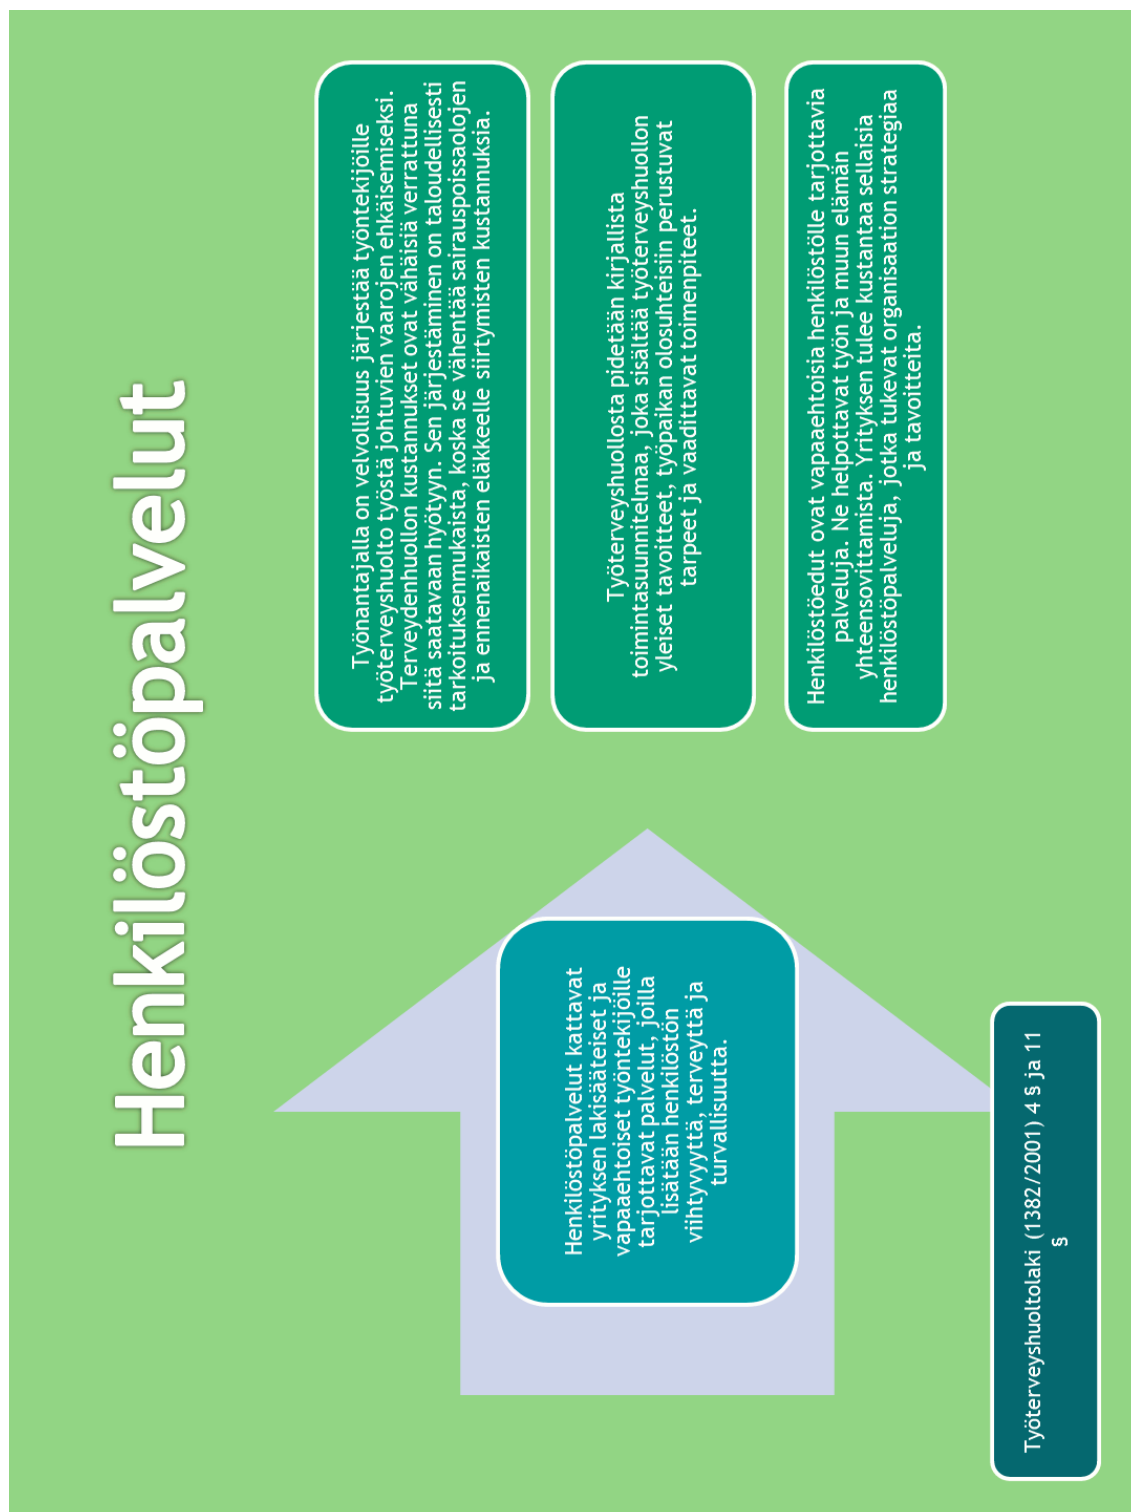 Henkilöstöpalvelut
Henkilöstöpalvelut kattavat
yrityksen lakisääteiset ja
vapaaehtoiset työntekijöille
tarjottavat palvelut, joilla
lisätään henkilöstön
viihtyvyyttä, terveyttä ja
turvallisuutta.
Työnantajalla on velvollisuus järjestää työntekijöille
työterveyshuolto työstä johtuvien vaarojen ehkäisemiseksi.
Terveydenhuollon kustannukset ovat vähäisiä verrattuna
siitä saatavaan hyötyyn. Sen järjestäminen on taloudellisesti
tarkoituksenmukaista, koska se vähentää sairauspoissaolojen
ja ennenaikaisten eläkkeelle siirtymisten kustannuksia.
Työterveyshuollosta pidetään kirjallista
toimintasuunnitelmaa, joka sisältää työterveyshuollon
yleiset tavoitteet, työpaikan olosuhteisiin perustuvat
tarpeet ja vaadittavat toimenpiteet.
Henkilöstöedut ovat vapaaehtoisia henkilöstölle tarjottavia
palveluja. Ne helpottavat työn ja muun elämän
yhteensovittamista. Yrityksen tulee kustantaa sellaisia
henkilöstöpalveluja, jotka tukevat organisaation strategiaa
ja tavoitteita.
Työterveyshuoltolaki (1382/2001) 4 § ja 11
§